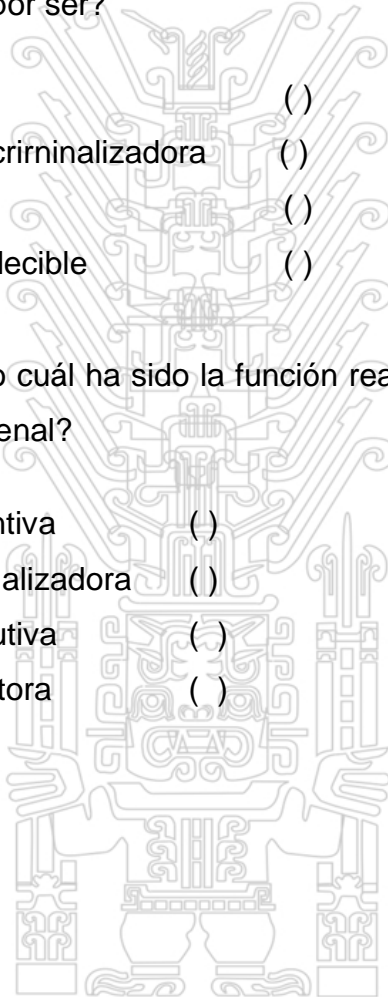 por ser?
( )
crirninalizadora ( )
( )
decible ( )
o cuál ha sido la función rea
enal?
ntiva ( )
alizadora ( )
utiva ( )
tora ( )